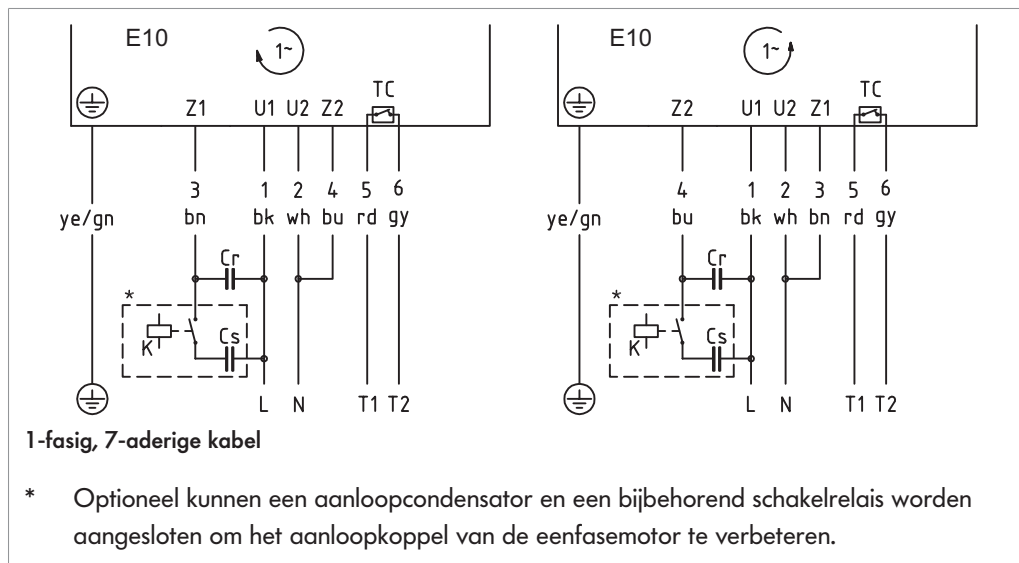 E10 1~ E10 1~
TC TC
Z1 U1 U2 Z2 Z2 U1 U2 Z1
3 1 2 4 5 6 4 1 2 3 5 6
ye/gn bn bk wh bu rd gy ye/gn bu bk wh bn rd gy
Cr Cr
* *
K Cs K Cs
L N T1 T2 L N T1 T2
1-fasig, 7-aderige kabel
* Optioneel kunnen een aanloopcondensator en een bijbehorend schakelrelais worden
aangesloten om het aanloopkoppel van de eenfasemotor te verbeteren.